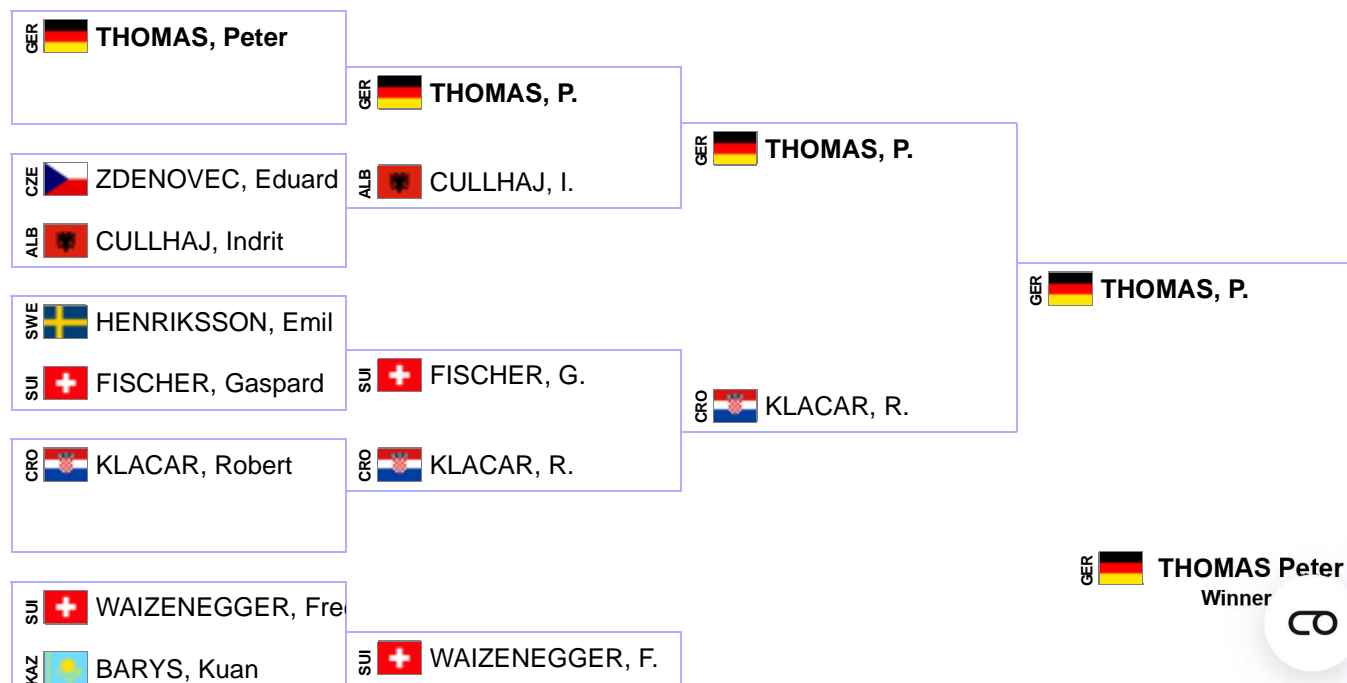 GER THOMAS, Peter
GER THOMAS, P.
GER THOMAS, P.
CZE ZDENOVEC, Eduard
ALB CULLHAJ, I.
ALB CULLHAJ, Indrit
GER THOMAS, P.
SWE HENRIKSSON, Emil
SUI FISCHER, G.
SUI FISCHER, Gaspard
CRO KLACAR, R.
CRO KLACAR, Robert
CRO KLACAR, R.
GER THOMAS Peter
Winner
SUI WAIZENEGGER, Fre
SUI WAIZENEGGER, F.
KAZ BARYS, Kuan